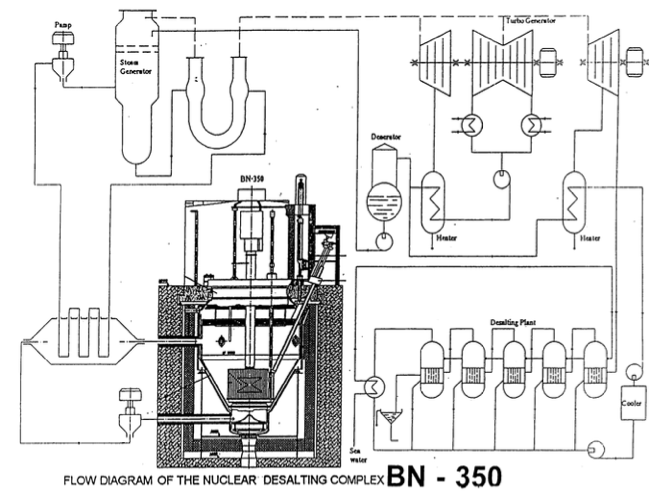 Pump
Steam
Generator
Turbo Generator
Deaerator
BN-350
Heater
Heater
Desalting Plant
Cooler
Sea
water
FLOW DIAGRAM OF THE NUCLEAR DESALTING COMPLEX BN - 350